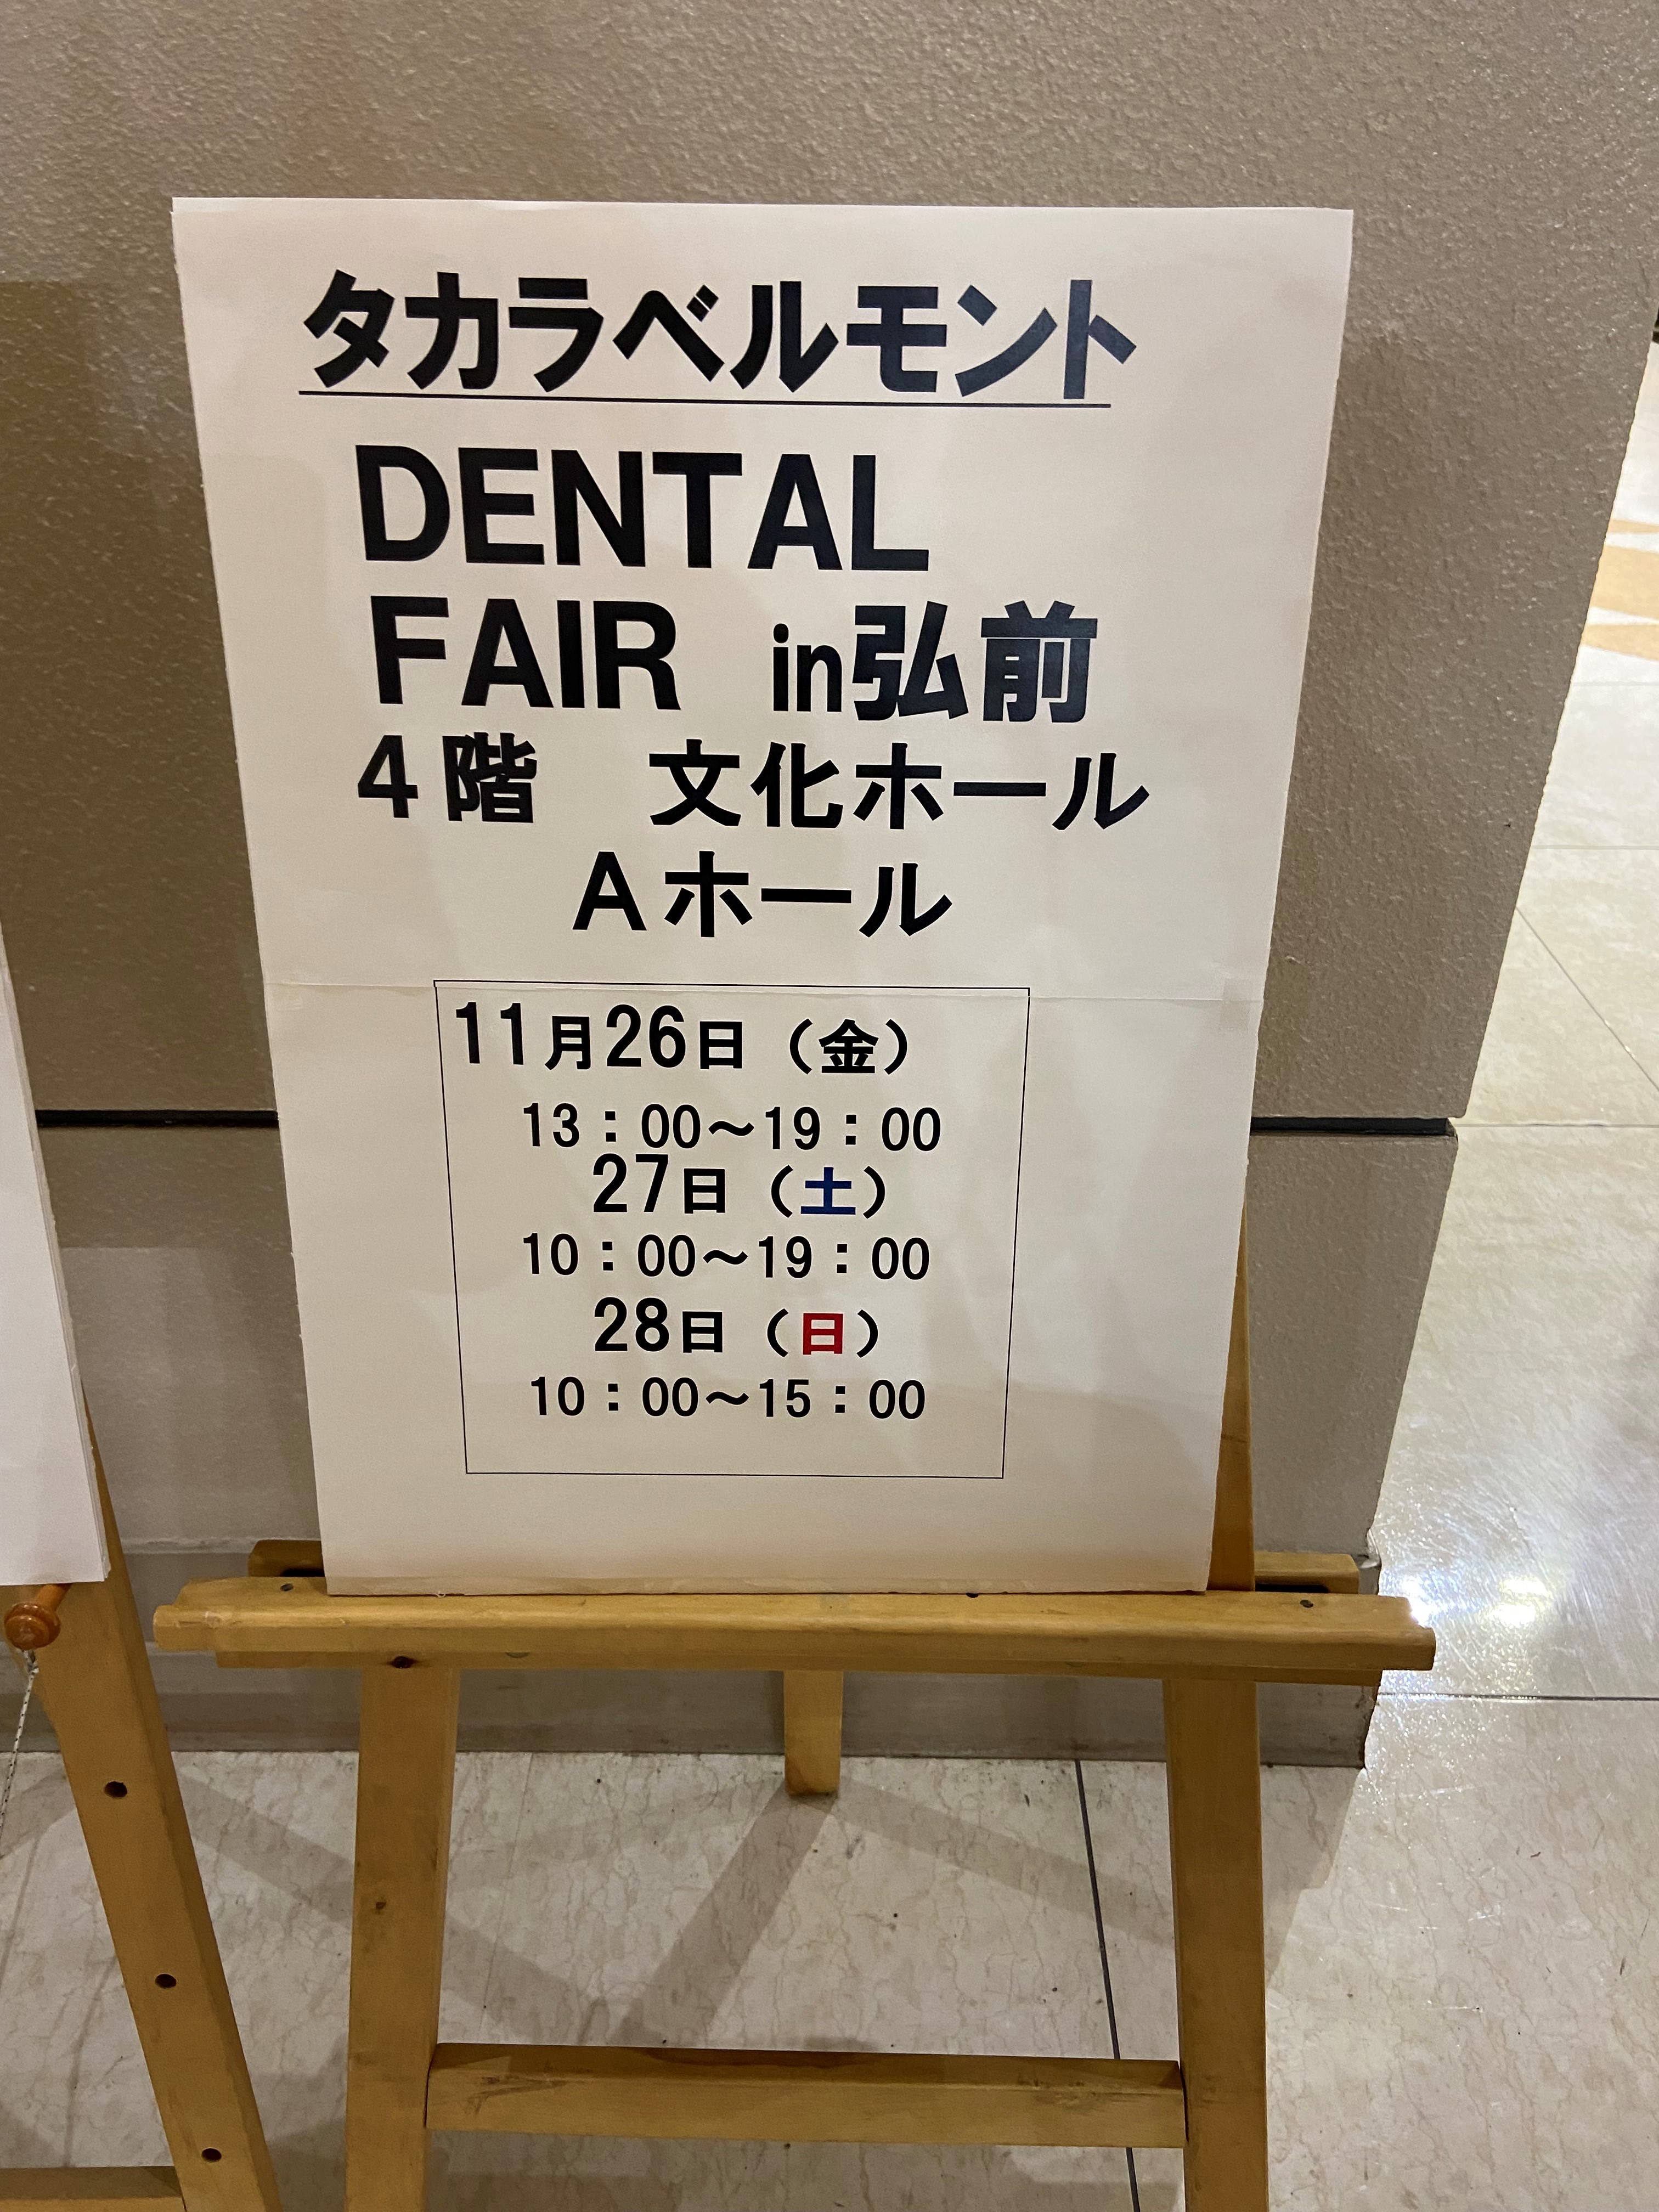 タカラベルモント
DENTAL
FAIR in弘前
4階 文化ホール
Aホール
11月26日（金）
13：00～19：00
27日（土）
10：00～19：00
28日（日）
10：00～15：00